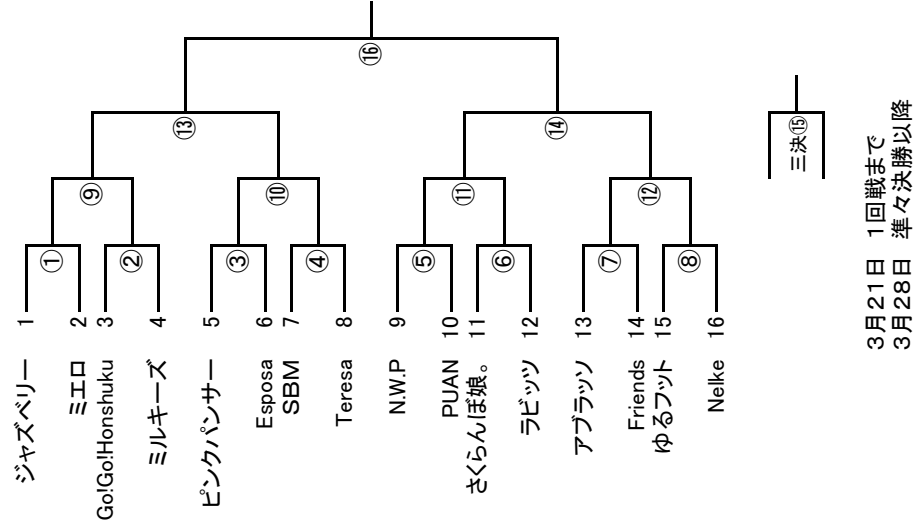 ⑯
⑬
⑭
三決⑮
⑨
⑩
⑪
⑫
①
②
③
④
⑤
⑥
⑦
⑧
1 ジャズベリー
2 ミエロ
3 Go!Go!Honshuku
4 ミルキーズ
5 ピンクパンサー
6 Esposa
7 SBM
8 Teresa
9 N.W.P
10 PUAN
11 さくらんぼ娘。
12 ラビッツ
13 アブラッソ
14 Friends
15 ゆるフット
16 Nelke
3月21日 1回戦まで
3月28日 準々決勝以降